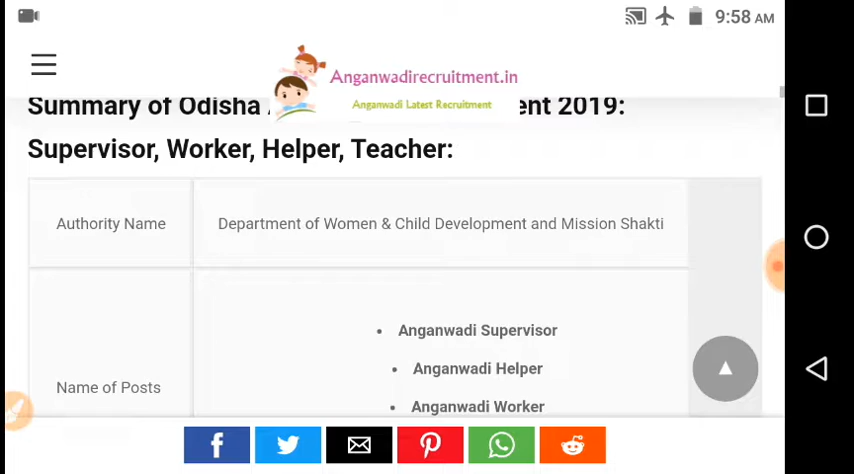 9:58 AM
Anganwadirecruitment.in
Anganwadi Latest Recruitment
Summary of Odisha ent 2019:
Supervisor, Worker, Helper, Teacher:
Authority Name
Department of Women & Child Development and Mission Shakti
Name of Posts
• Anganwadi Supervisor
• Anganwadi Helper
• Anganwadi Worker